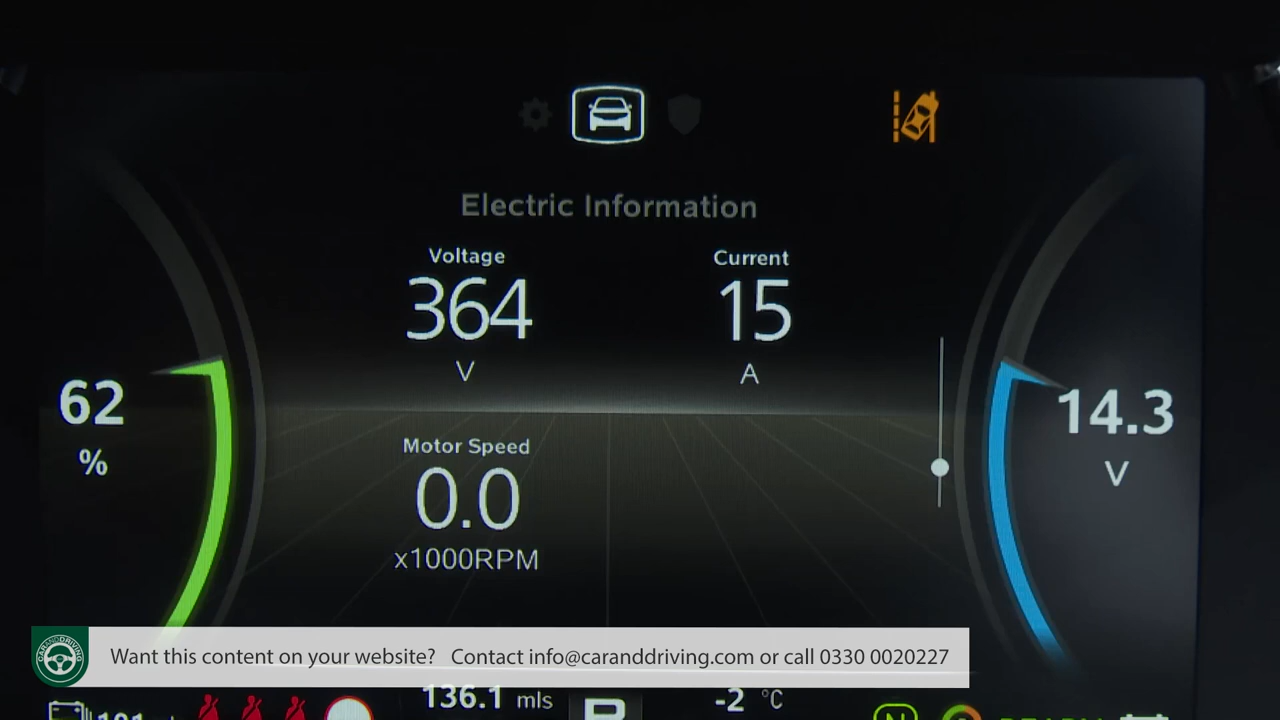 Electric Information
Voltage
364
V
Current
15
A
62
%
14.3
V
Motor Speed
0.0
x1000RPM
CARANDDRIVING
Want this content on your website? Contact info@caranddriving.com or call 0330 0020227
136.1 mls
-2 °C
N